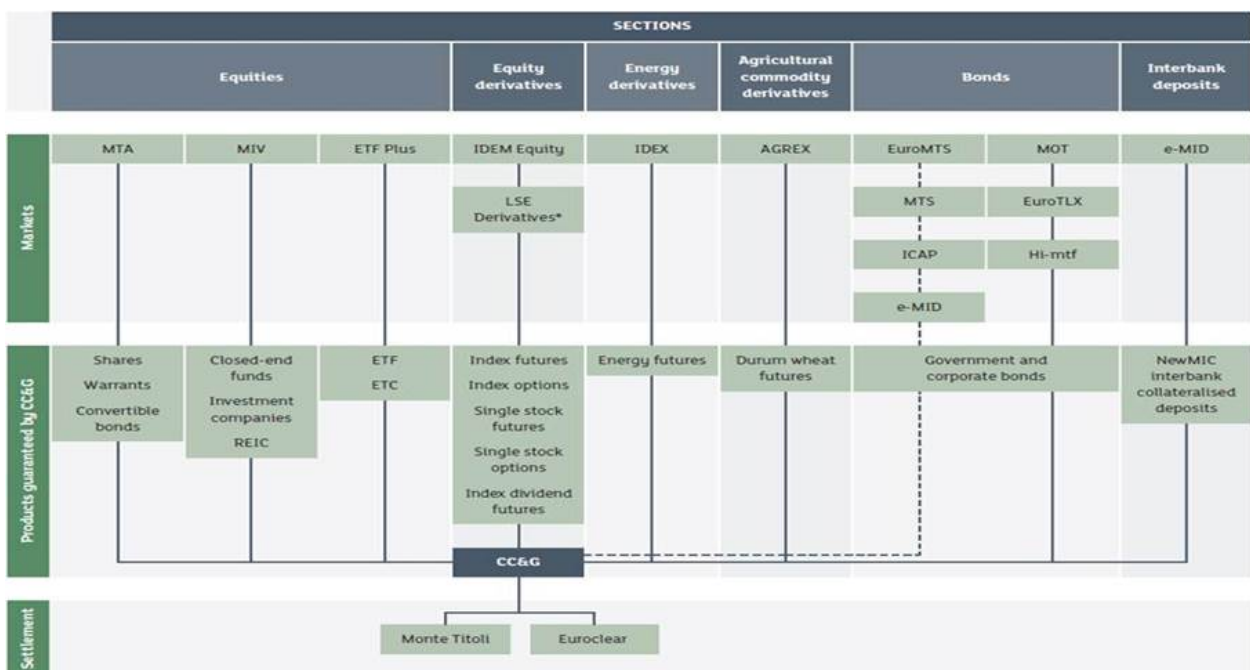 SECTIONS
Equities
Equity
derivatives
Energy
derivatives
Agricultural
commodity
derivatives
Bonds
Interbank
deposits
Markets
MTA
MIV
ETF Plus
IDEM Equity
IDEX
AGREX
EuroMTS
MOT
e-MID
LSE
Derivatives*
MTS
EuroTLX
ICAP
Hi-mtf
e-MID
Products guaranteed by CC&G
Shares
Warrants
Convertible
bonds
Closed-end
funds
Investment
companies
REIC
ETF
ETC
Index futures
Index options
Single stock
futures
Single stock
options
Index dividend
futures
Energy futures
Durum wheat
futures
Government and
corporate bonds
NewMIC
interbank
collateralised
deposits
CC&G
Settlement
Monte Titoli
Euroclear